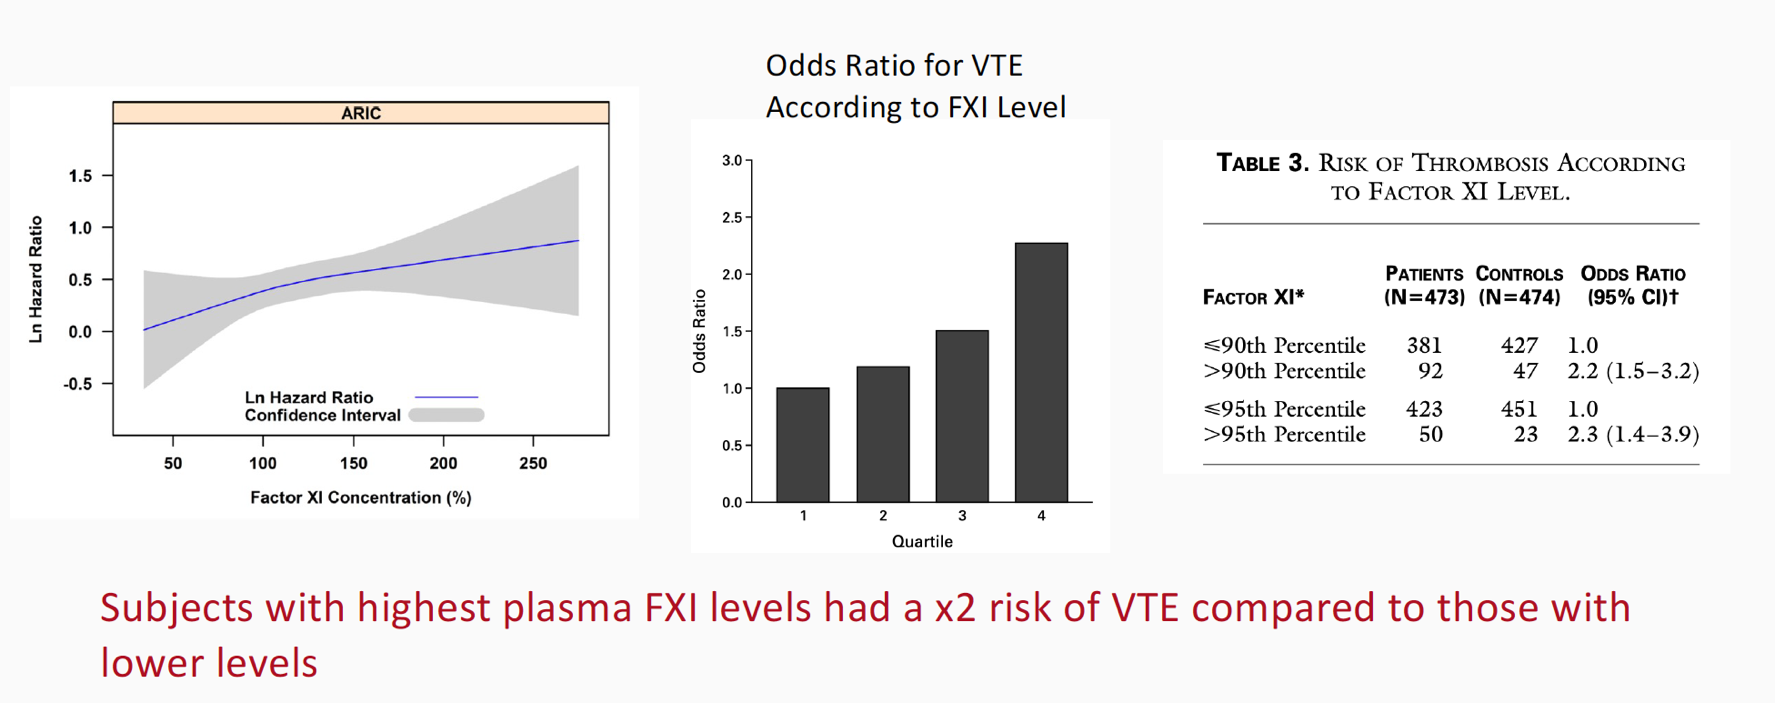 ARIC
1.5
1.0
0.5
0.0
-0.5
Ln Hazard Ratio
Ln Hazard Ratio
Confidence Interval
50 100 150 200 250
Factor XI Concentration (%)
Odds Ratio for VTE
According to FXI Level
3.0
2.5
2.0
1.5
1.0
0.5
0.0
Odds Ratio
1 2 3 4
Quartile
TABLE 3. RISK OF THROMBOSIS ACCORDING
TO FACTOR XI LEVEL.
FACTOR XI*
PATIENTS
(N=473)
CONTROLS
(N=474)
ODDS RATIO
(95% CI)†
≤90th Percentile 381 427 1.0
>90th Percentile 92 47 2.2 (1.5–3.2)
≤95th Percentile 423 451 1.0
>95th Percentile 50 23 2.3 (1.4–3.9)
Subjects with highest plasma FXI levels had a x2 risk of VTE compared to those with
lower levels